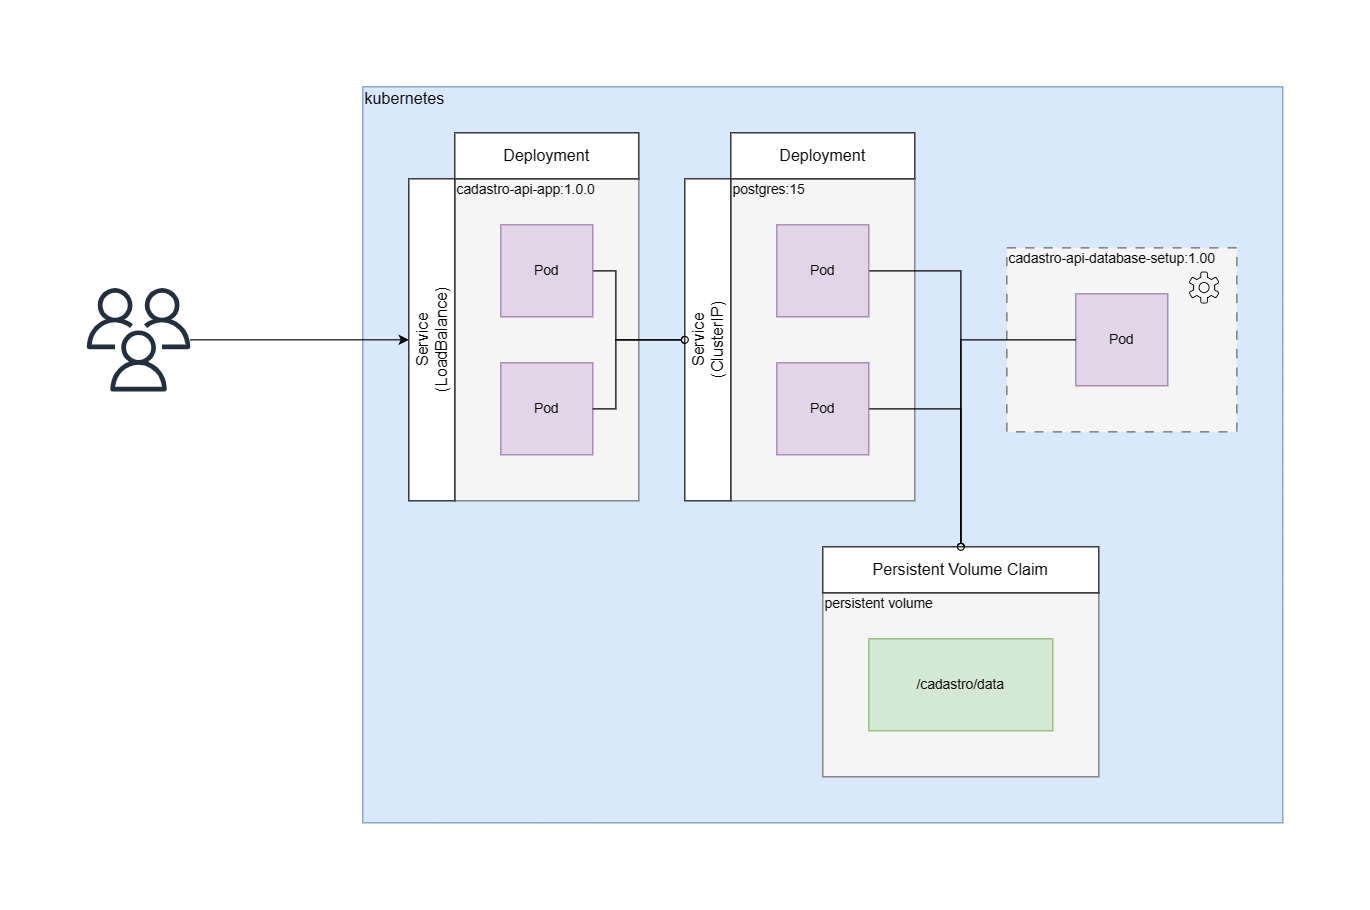 kubernetes
Deployment
cadastro-api-app:1.0.0
Service
(LoadBalance)
Pod
Pod
Deployment
postgres:15
Service
(ClusterIP)
Pod
Pod
cadastro-api-database-setup:1.00
Pod
Persistent Volume Claim
persistent volume
/cadastro/data